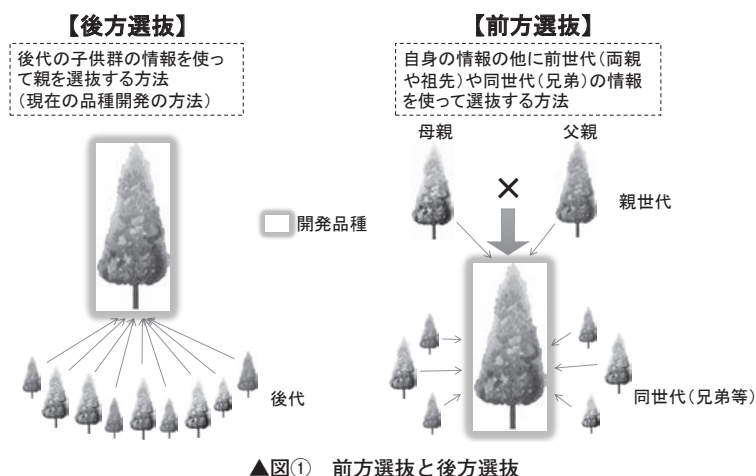 【後方選抜】
後代の子供群の情報を使っ
て親を選抜する方法
（現在の品種開発の方法）
開発品種
後代
【前方選抜】
自身の情報の他に前世代（両親
や祖先）や同世代（兄弟）の情報
を使って選抜する方法
母親
父親
×
親世代
同世代（兄弟等）
▲図① 前方選抜と後方選抜